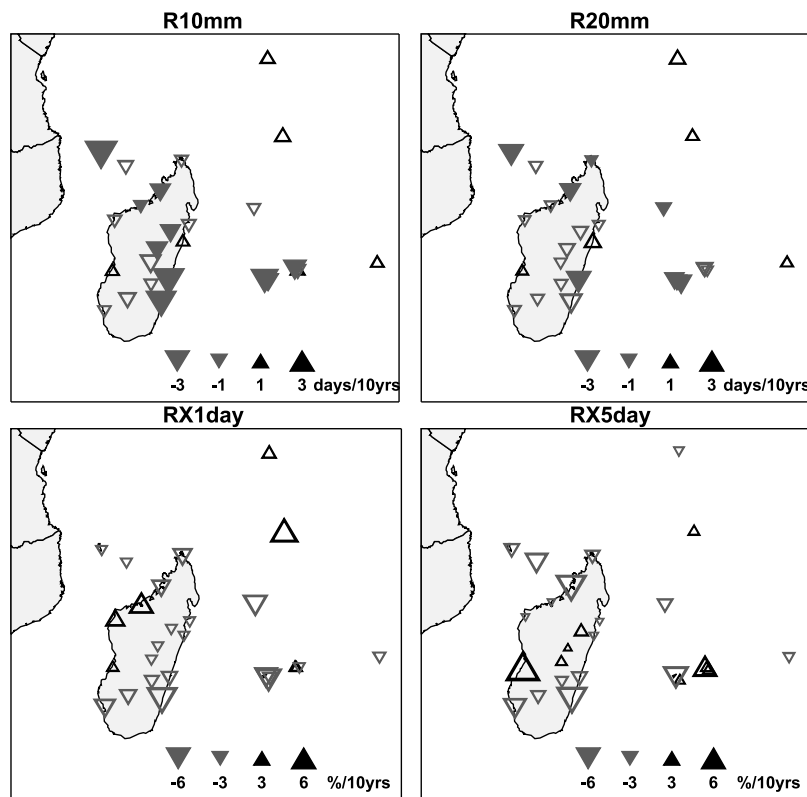 R10mm
R20mm
-3 -1 1 3 days/10yrs
-3 -1 1 3 days/10yrs
RX1day
RX5day
-6 -3 3 6 %/10yrs
-6 -3 3 6 %/10yrs